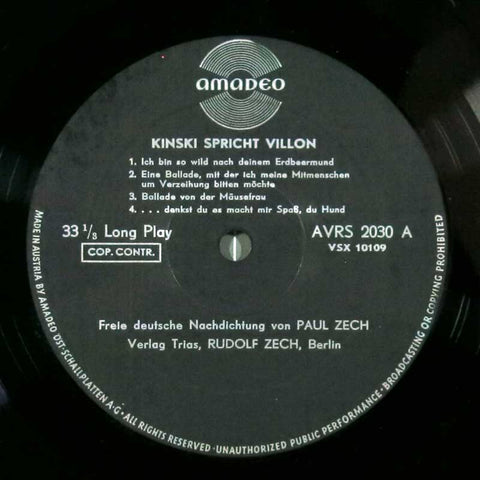 AMADEO
KINSKI SPRICHT VILLON
1. Ich bin so wild nach deinem Erdbeermund
2. Eine Ballade, mit der ich meine Mitmenschen
um Verzeihung bitten möchte
3. Ballade von der Mäusefrau
4. . . . . denkst du es macht mir Spaß, du Hund
33 1/3 Long Play
COP. CONTR.
AVRS 2030 A
VSX 10109
Freie deutsche Nachdichtung von PAUL ZECH
Verlag Trias, RUDOLF ZECH, Berlin
MADE IN AUSTRIA BY AMADEO ÖST. SCHALLPLATTEN A·G · ALL RIGHTS RESERVED · UNAUTHORIZED PUBLIC PERFORMANCE · BROADCASTING OR COPYING PROHIBITED